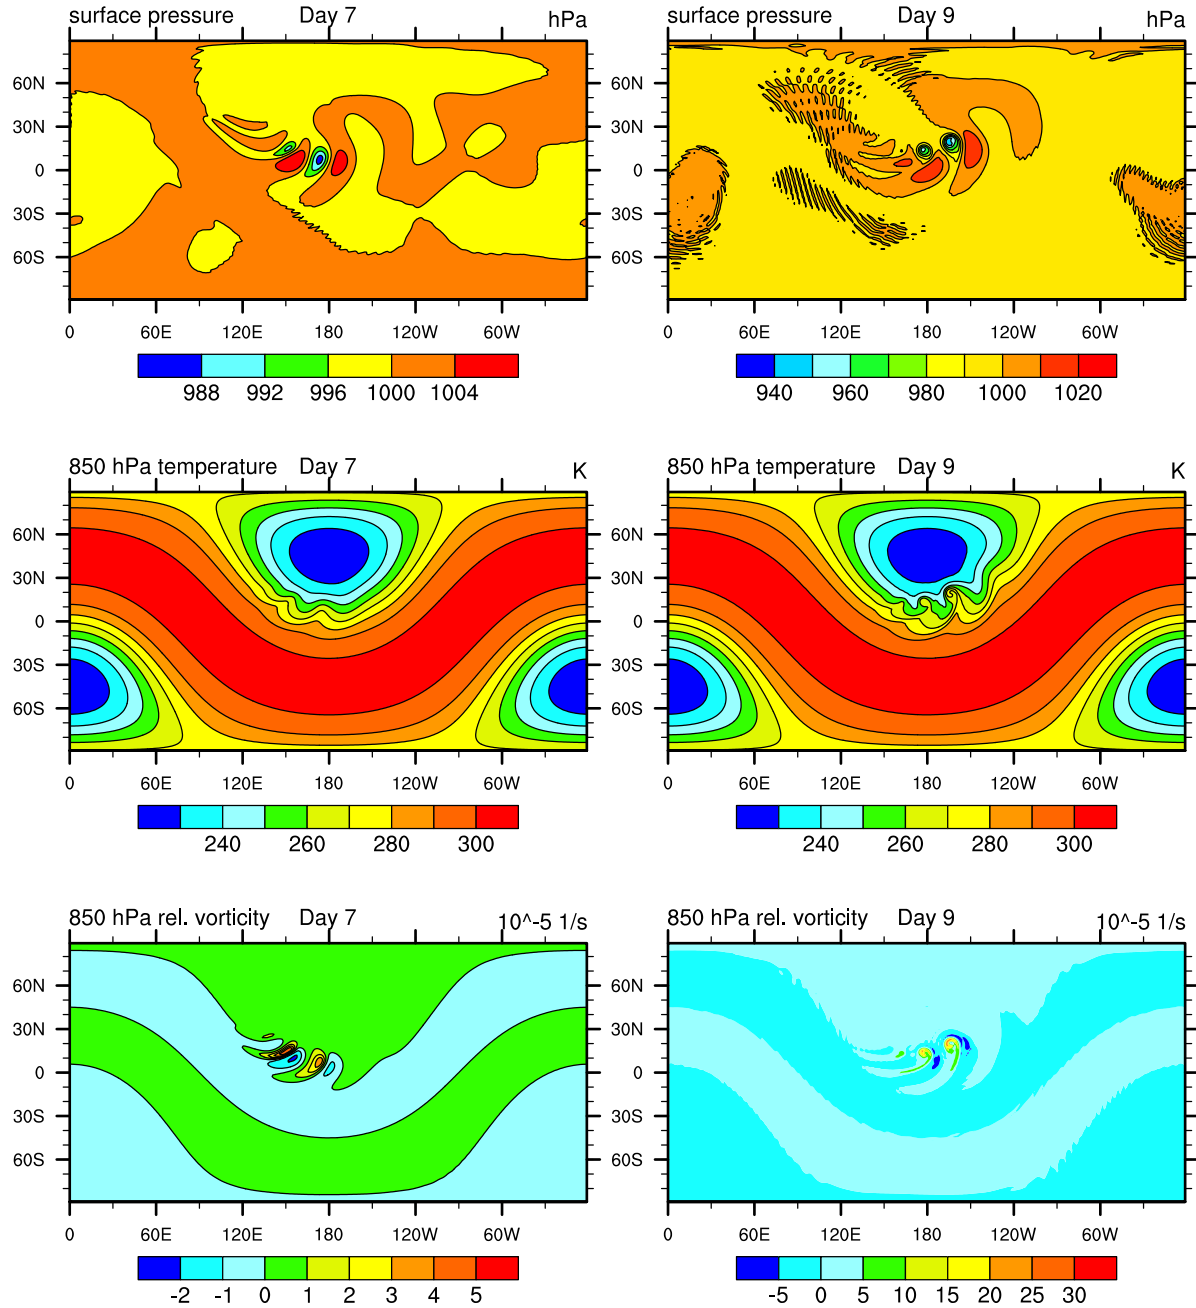 surface pressure Day 7 hPa
60N
30N
0
30S
60S
0 60E 120E 180 120W 60W
988 992 996 1000 1004
surface pressure Day 9 hPa
60N
30N
0
30S
60S
0 60E 120E 180 120W 60W
940 960 980 1000 1020
850 hPa temperature Day 7 K
60N
30N
0
30S
60S
0 60E 120E 180 120W 60W
240 260 280 300
850 hPa temperature Day 9 K
60N
30N
0
30S
60S
0 60E 120E 180 120W 60W
240 260 280 300
850 hPa rel. vorticity Day 7 10^-5 1/s
60N
30N
0
30S
60S
0 60E 120E 180 120W 60W
-2 -1 0 1 2 3 4 5
850 hPa rel. vorticity Day 9 10^-5 1/s
60N
30N
0
30S
60S
0 60E 120E 180 120W 60W
-5 0 5 10 15 20 25 30